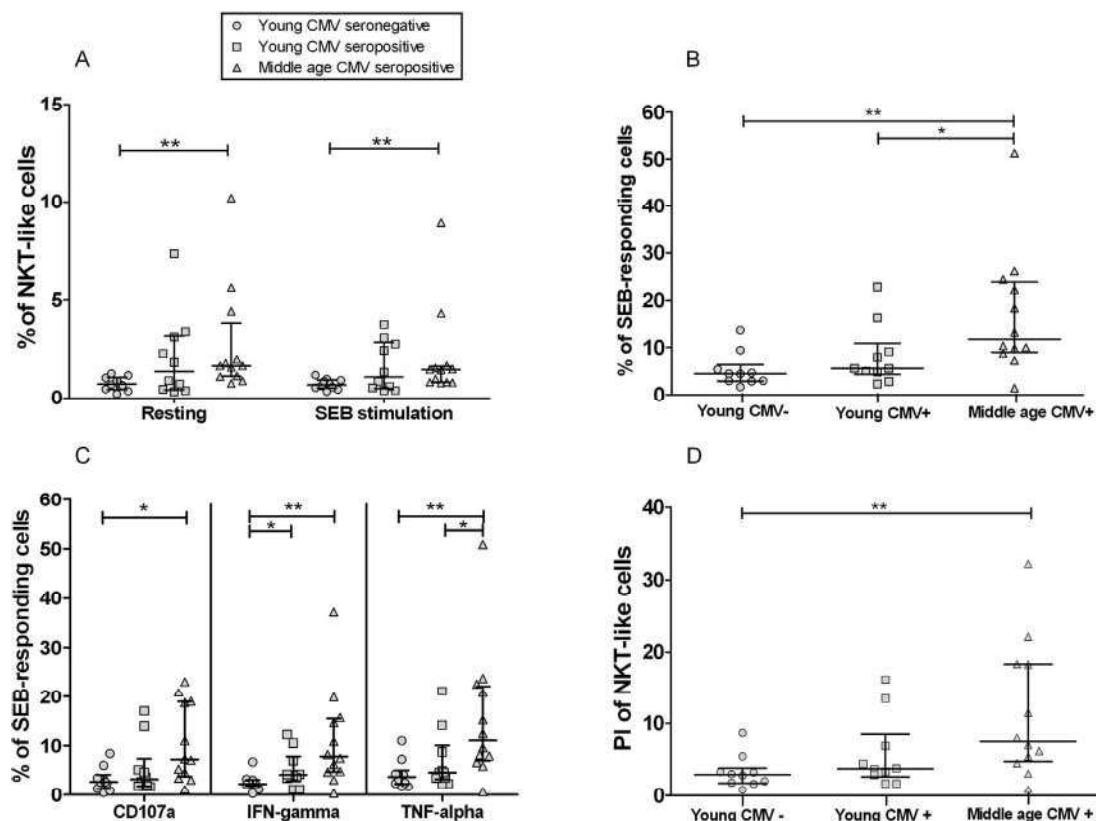 Young CMV seronegative
Young CMV seropositive
Middle age CMV seropositive
A
% of NKT-like cells
15
10
5
0
**
**
Resting
SEB stimulation
B
% of SEB-responding cells
60
50
40
30
20
10
0
**
*
Young CMV-
Young CMV+
Middle age CMV+
C
% of SEB-responding cells
60
50
40
30
20
10
0
*
**
*
**
*
CD107a
IFN-gamma
TNF-alpha
D
PI of NKT-like cells
40
30
20
10
0
**
Young CMV -
Young CMV +
Middle age CMV +